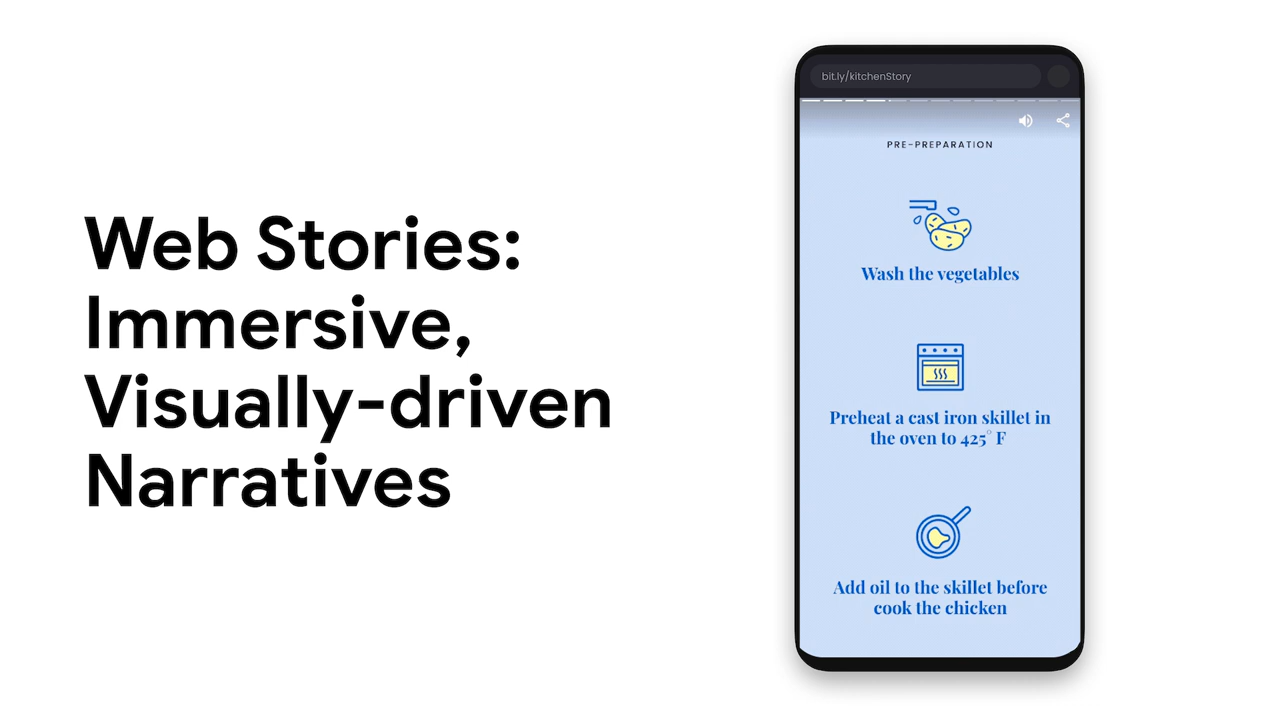 Web Stories:
Immersive,
Visually-driven
Narratives
bit.ly/kitchenStory
PRE-PREPARATION
Wash the vegetables
Preheat a cast iron skillet in
the oven to 425° F
Add oil to the skillet before
cook the chicken